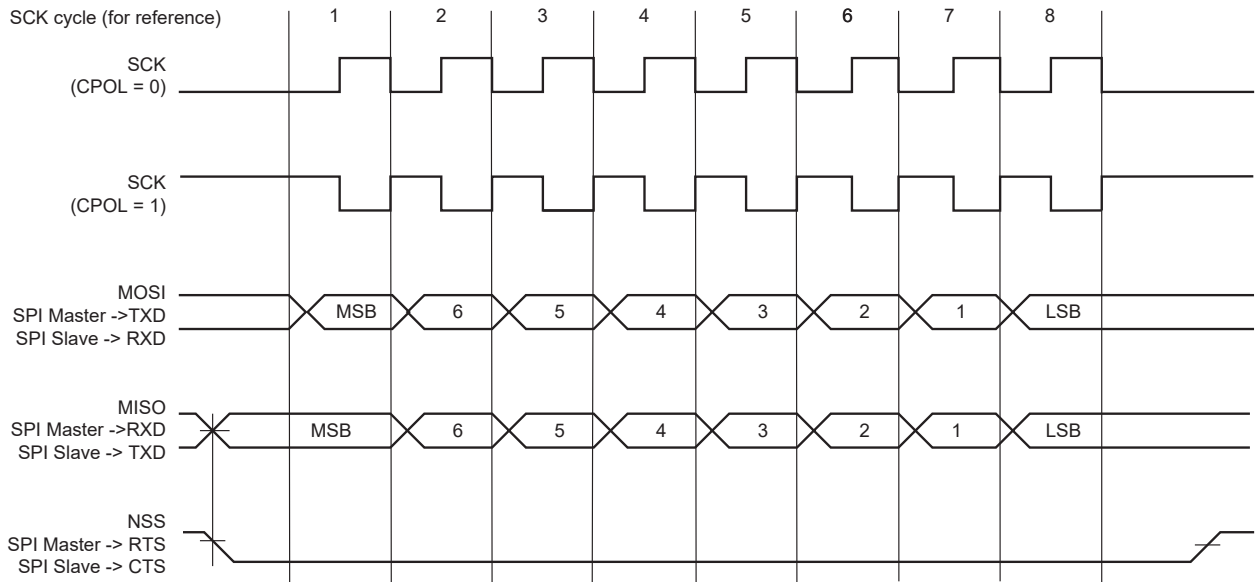 SCK cycle (for reference) 1 2 3 4 5 6 7 8
SCK
(CPOL = 0)
SCK
(CPOL = 1)
MOSI
SPI Master ->TXD
SPI Slave -> RXD
MSB 6 5 4 3 2 1 LSB
MISO
SPI Master ->RXD
SPI Slave -> TXD
MSB 6 5 4 3 2 1 LSB
NSS
SPI Master -> RTS
SPI Slave -> CTS